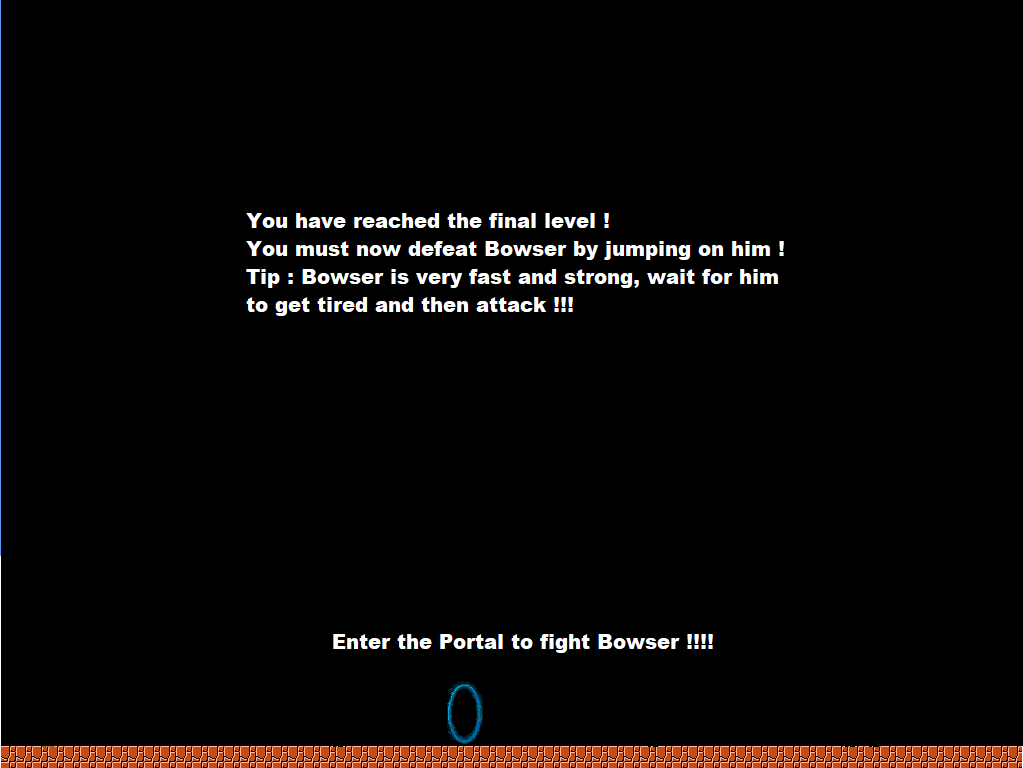 You have reached the final level !
You must now defeat Bowser by jumping on him !
Tip : Bowser is very fast and strong, wait for him
to get tired and then attack !!!
Enter the Portal to fight Bowser !!!!